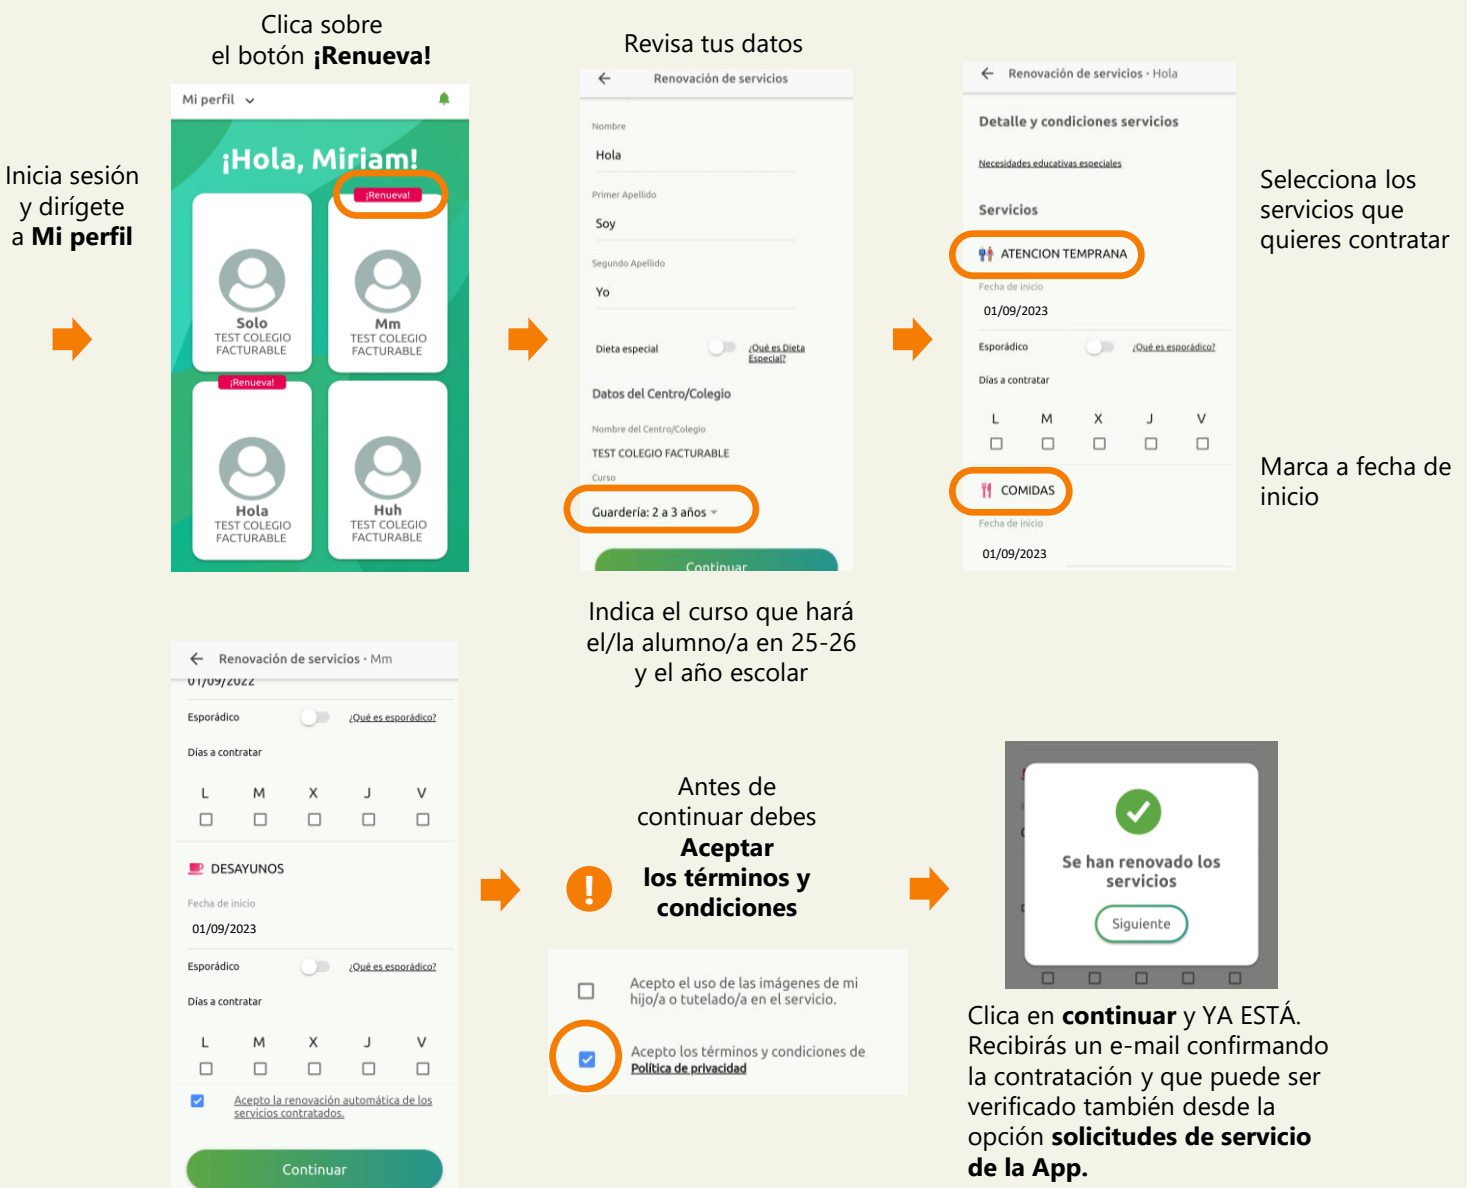 Inicia sesión
y dirígete
a Mi perfil
Clica sobre
el botón ¡Renueva!
Mi perfil
¡Hola, Miriam!
¡Renueva!
Solo
TEST COLEGIO
FACTURABLE
Mm
TEST COLEGIO
FACTURABLE
¡Renueva!
Hola
TEST COLEGIO
FACTURABLE
Huh
TEST COLEGIO
FACTURABLE
Revisa tus datos
Renovación de servicios
Nombre
Hola
Primer Apellido
Soy
Segundo Apellido
Yo
Dieta especial
¿Qué es Dieta
Especial?
Datos del Centro/Colegio
Nombre del Centro/Colegio
TEST COLEGIO FACTURABLE
Curso
Guardería: 2 a 3 años
Continuar
Indica el curso que hará
el/la alumno/a en 25-26
y el año escolar
Renovación de servicios · Hola
Detalle y condiciones servicios
Necesidades educativas especiales
Servicios
ATENCION TEMPRANA
Fecha de inicio
01/09/2023
Esporádico
¿Qué es esporádico?
Días a contratar
L M X J V
COMIDAS
Fecha de inicio
01/09/2023
Selecciona los
servicios que
quieres contratar
Marca a fecha de
inicio
Renovación de servicios · Mm
01/09/2022
Esporádico
¿Qué es esporádico?
Días a contratar
L M X J V
DESAYUNOS
Fecha de inicio
01/09/2023
Esporádico
¿Qué es esporádico?
Días a contratar
L M X J V
Acepto la renovación automática de los
servicios contratados.
Continuar
!
Antes de
continuar debes
Aceptar
los términos y
condiciones
Acepto el uso de las imágenes de mi
hijo/a o tutelado/a en el servicio.
Acepto los términos y condiciones de
Política de privacidad
Se han renovado los
servicios
Siguiente
Clica en continuar y YA ESTÁ.
Recibirás un e-mail confirmando
la contratación y que puede ser
verificado también desde la
opción solicitudes de servicio
de la App.